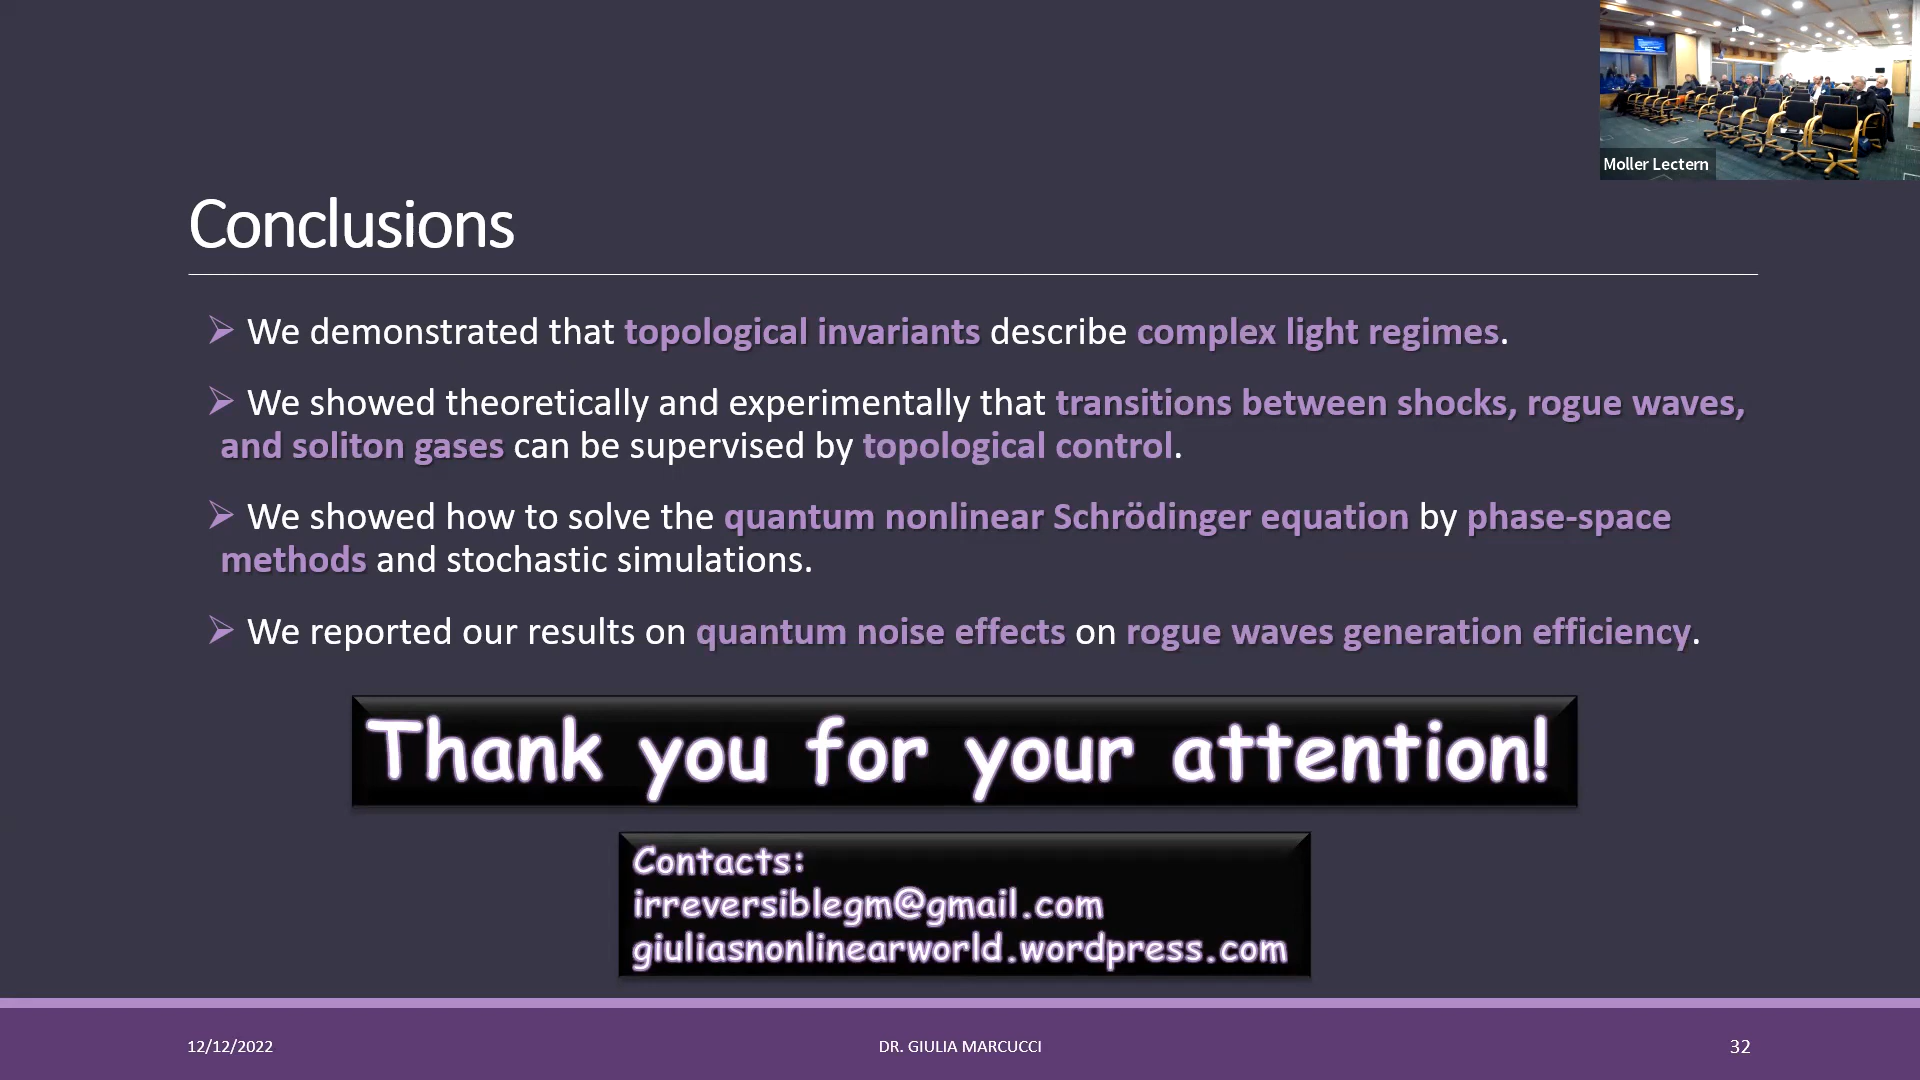 Moller Lectern
Conclusions
➢ We demonstrated that topological invariants describe complex light regimes.
➢ We showed theoretically and experimentally that transitions between shocks, rogue waves,
and soliton gases can be supervised by topological control.
➢ We showed how to solve the quantum nonlinear Schrödinger equation by phase-space
methods and stochastic simulations.
➢ We reported our results on quantum noise effects on rogue waves generation efficiency.
Thank you for your attention!
Contacts:
irreversiblegm@gmail.com
giuliasnonlinearworld.wordpress.com
12/12/2022
DR. GIULIA MARCUCCI
32